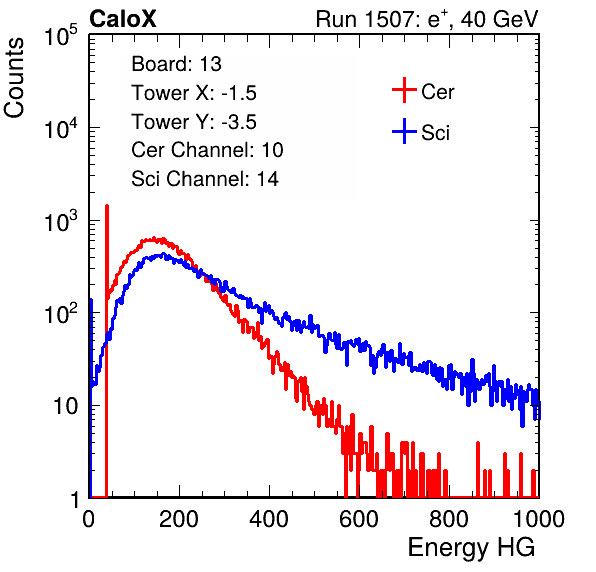 CaloX Run 1507: e⁺, 40 GeV
Counts
10⁵
10⁴
10³
10²
10
1
Board: 13
Tower X: -1.5
Tower Y: -3.5
Cer Channel: 10
Sci Channel: 14
Cer
Sci
0 200 400 600 800 1000
Energy HG